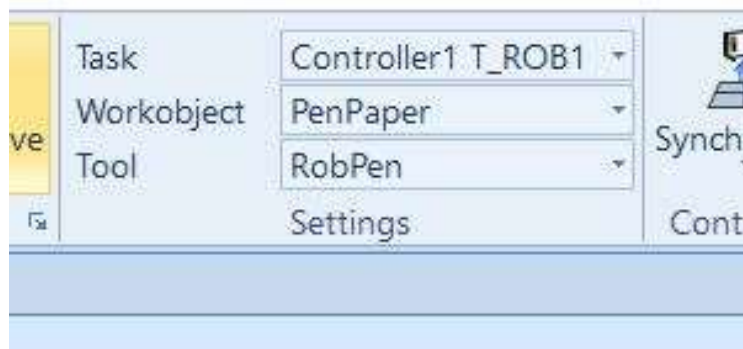 Task Controller1 T_ROB1
Workobject PenPaper
ve Tool RobPen
Synch
Settings
Cont